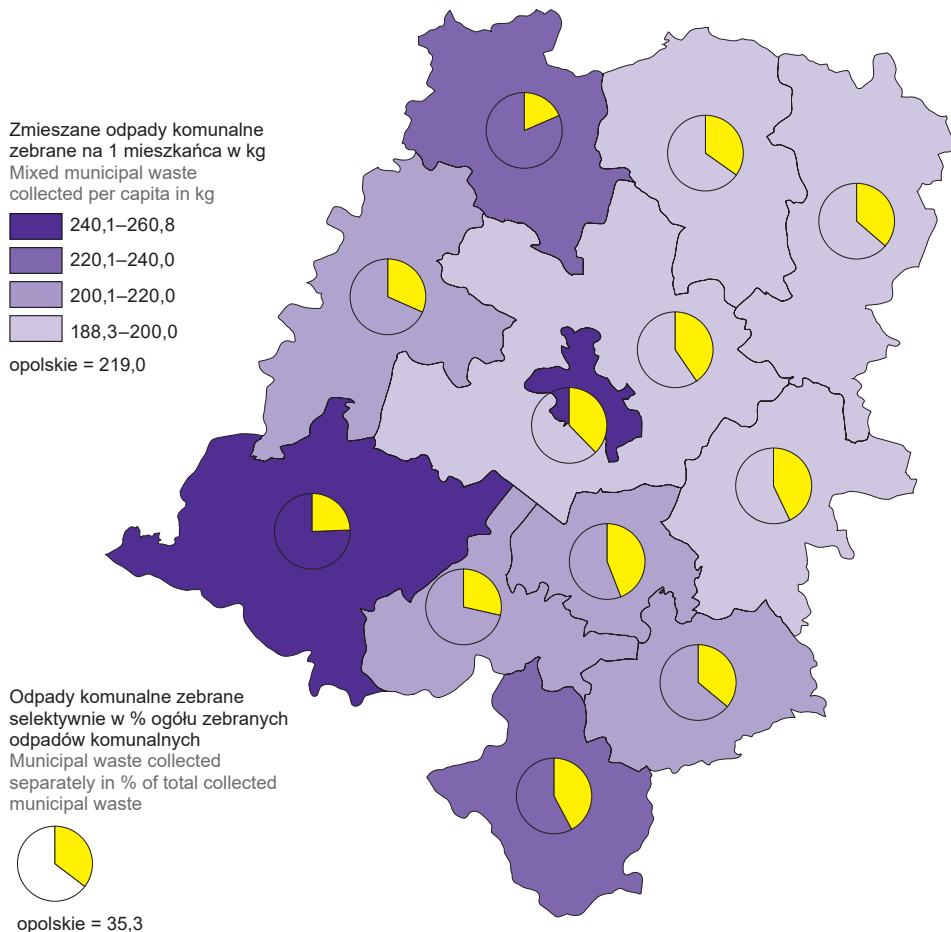 Zmieszane odpady komunalne
zebrane na 1 mieszkańca w kg
Mixed municipal waste
collected per capita in kg
240,1–260,8
220,1–240,0
200,1–220,0
188,3–200,0
opolskie = 219,0
Odpady komunalne zebrane
selektywnie w % ogółu zebranych
odpadów komunalnych
Municipal waste collected
separately in % of total collected
municipal waste
opolskie = 35,3